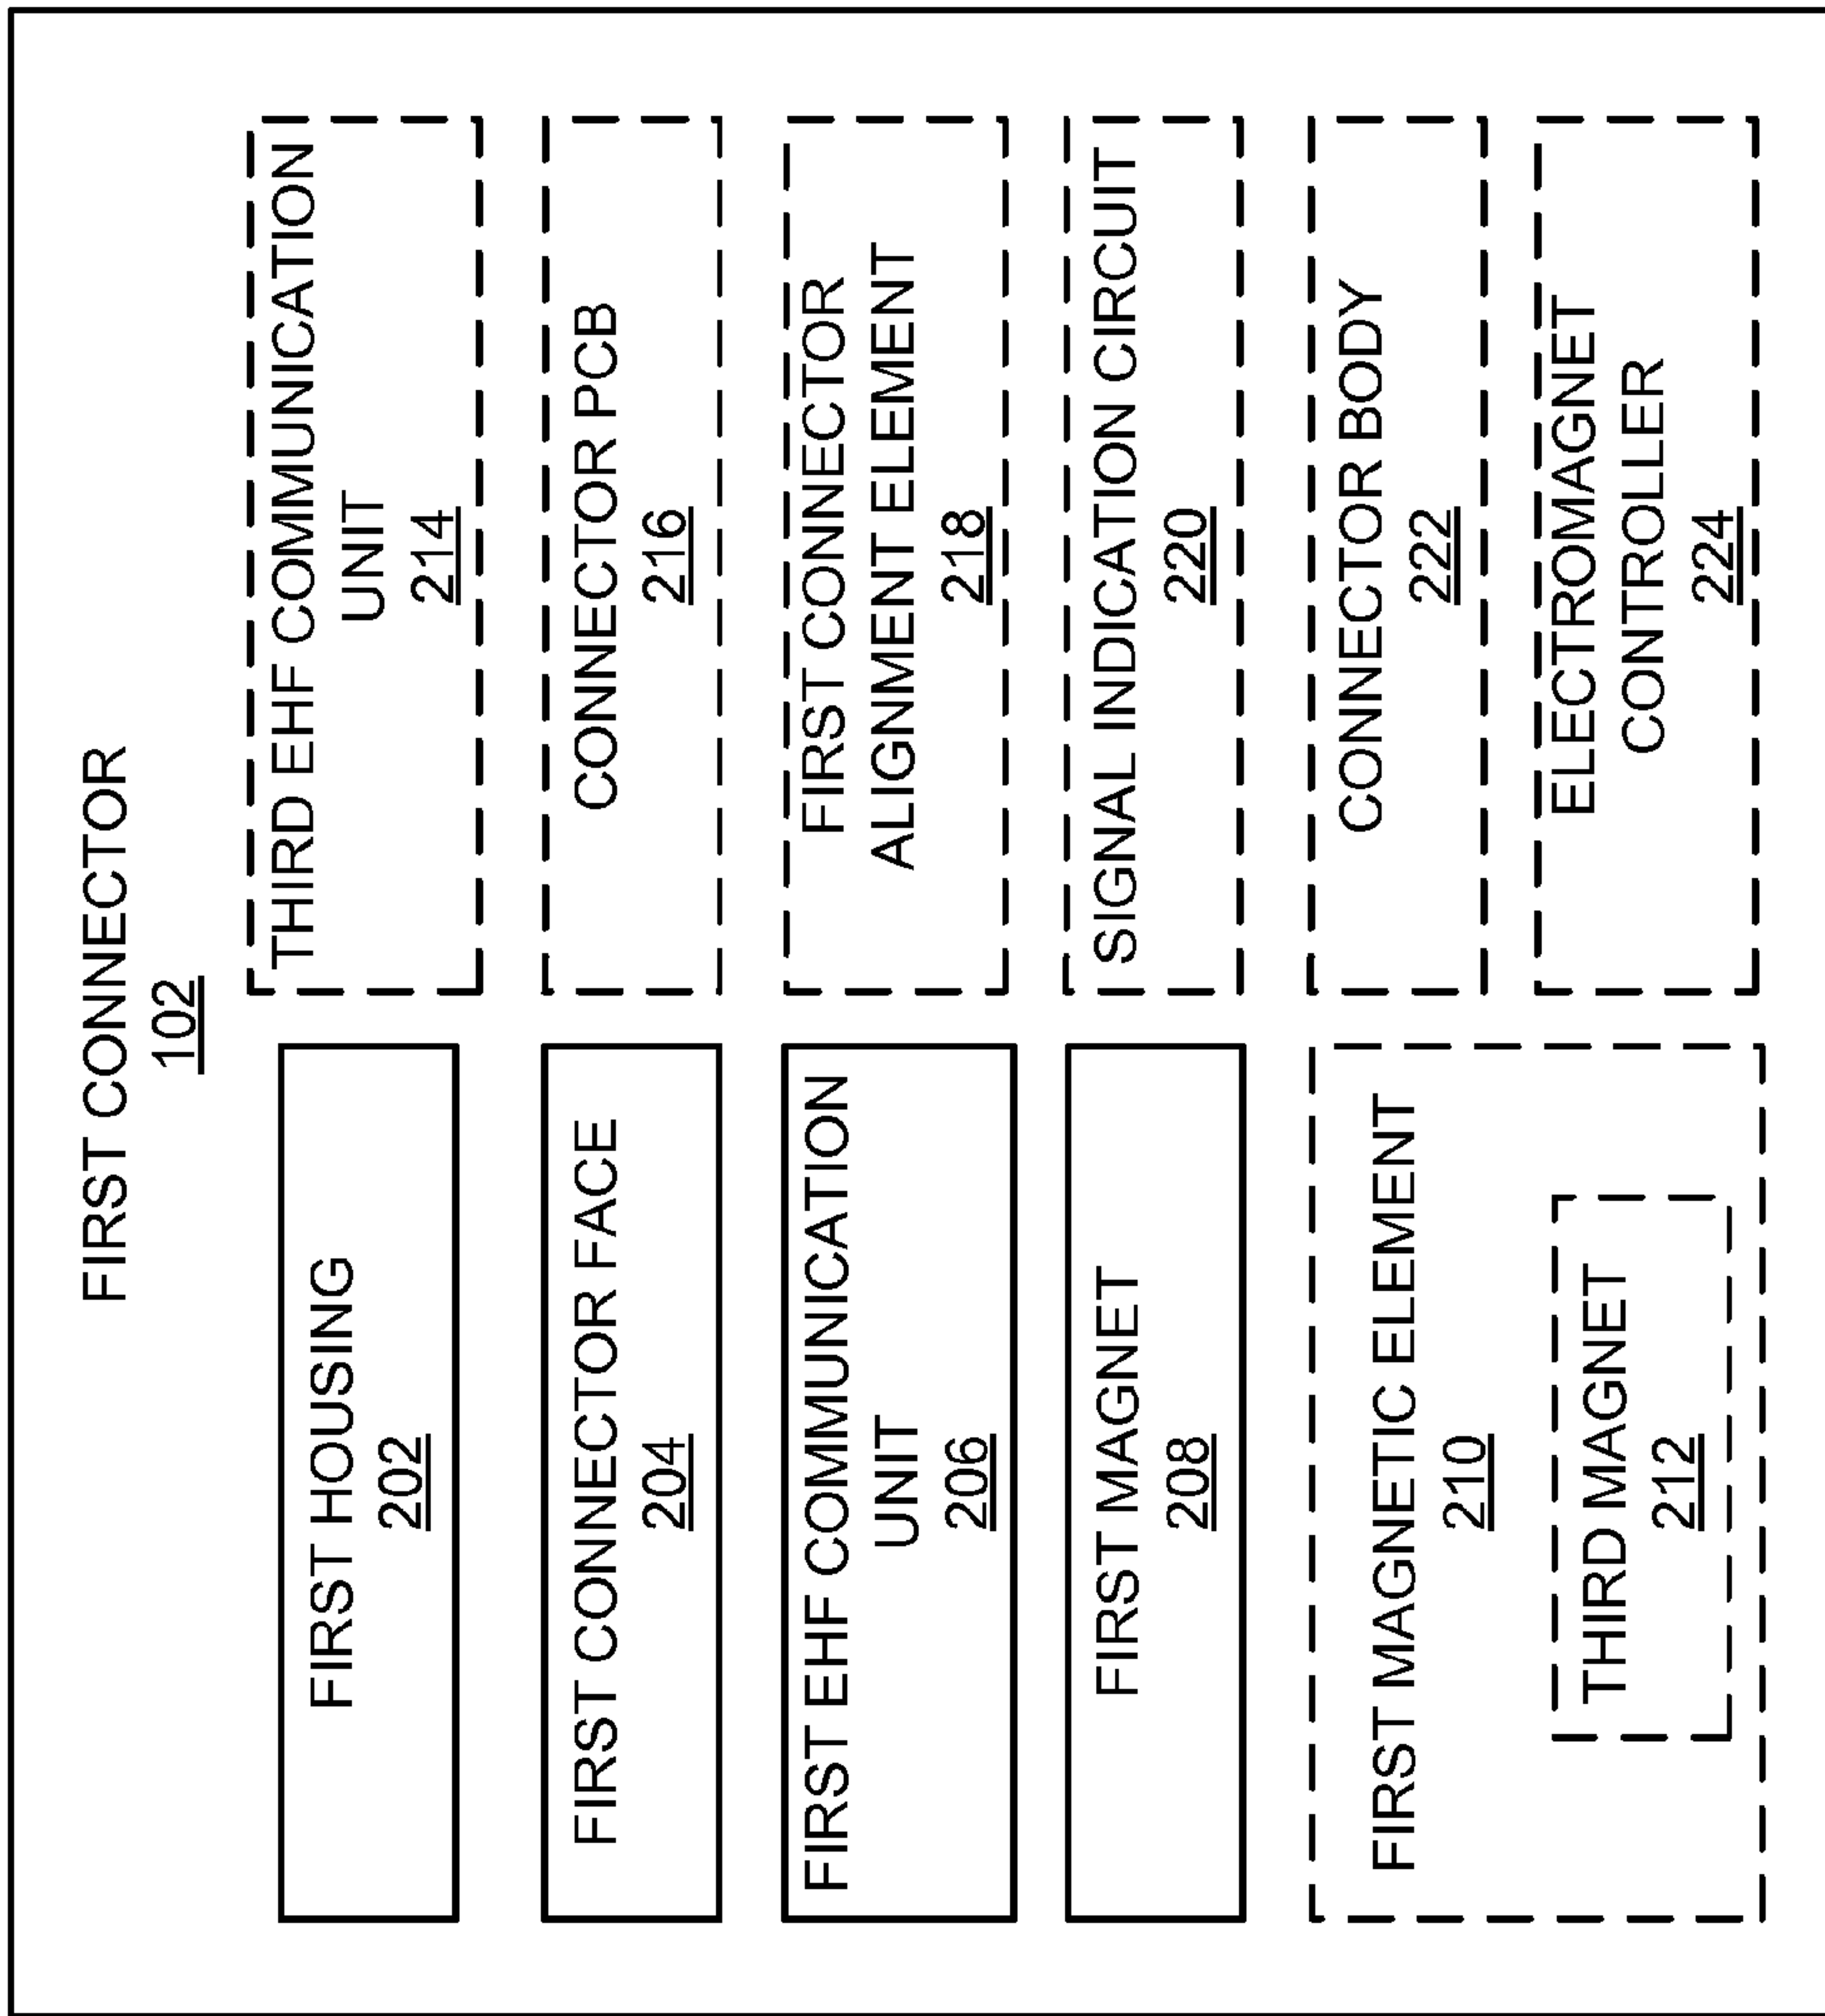 FIRST CONNECTOR
102
FIRST HOUSING
202
FIRST CONNECTOR FACE
204
FIRST EHF COMMUNICATION
UNIT
206
FIRST MAGNET
208
FIRST MAGNETIC ELEMENT
210
THIRD MAGNET
212
THIRD EHF COMMUNICATION
UNIT
214
CONNECTOR PCB
216
FIRST CONNECTOR
ALIGNMENT ELEMENT
218
SIGNAL INDICATION CIRCUIT
220
CONNECTOR BODY
222
ELECTROMAGNET
CONTROLLER
224